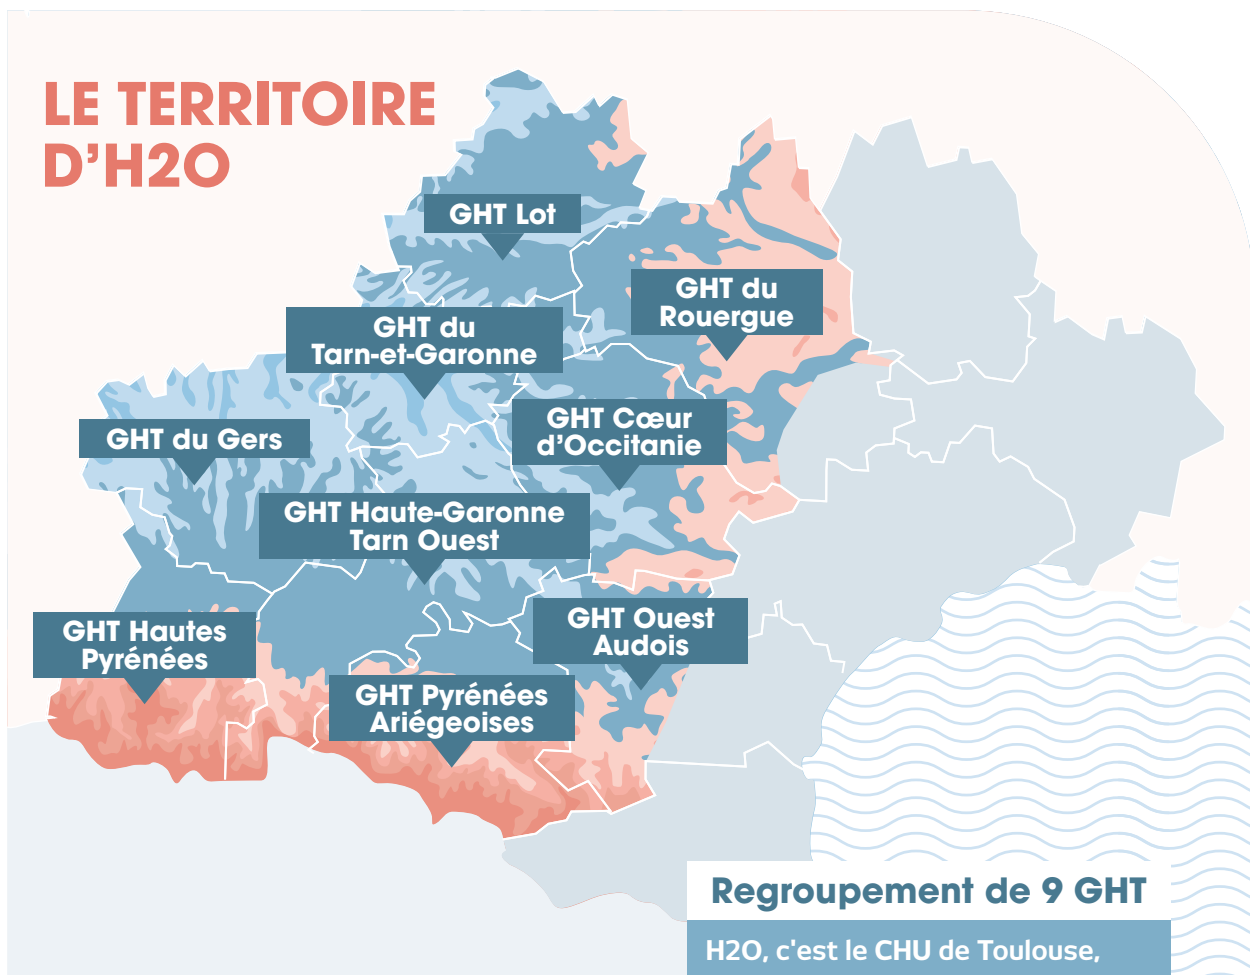 LE TERRITOIRE
D'H2O
GHT Lot
GHT du
Rouergue
GHT du
Tarn-et-Garonne
GHT Cœur
d'Occitanie
GHT du Gers
GHT Haute-Garonne
Tarn Ouest
GHT Hautes
Pyrénées
GHT Ouest
Audois
GHT Pyrénées
Ariégeoises
Regroupement de 9 GHT
H2O, c'est le CHU de Toulouse,